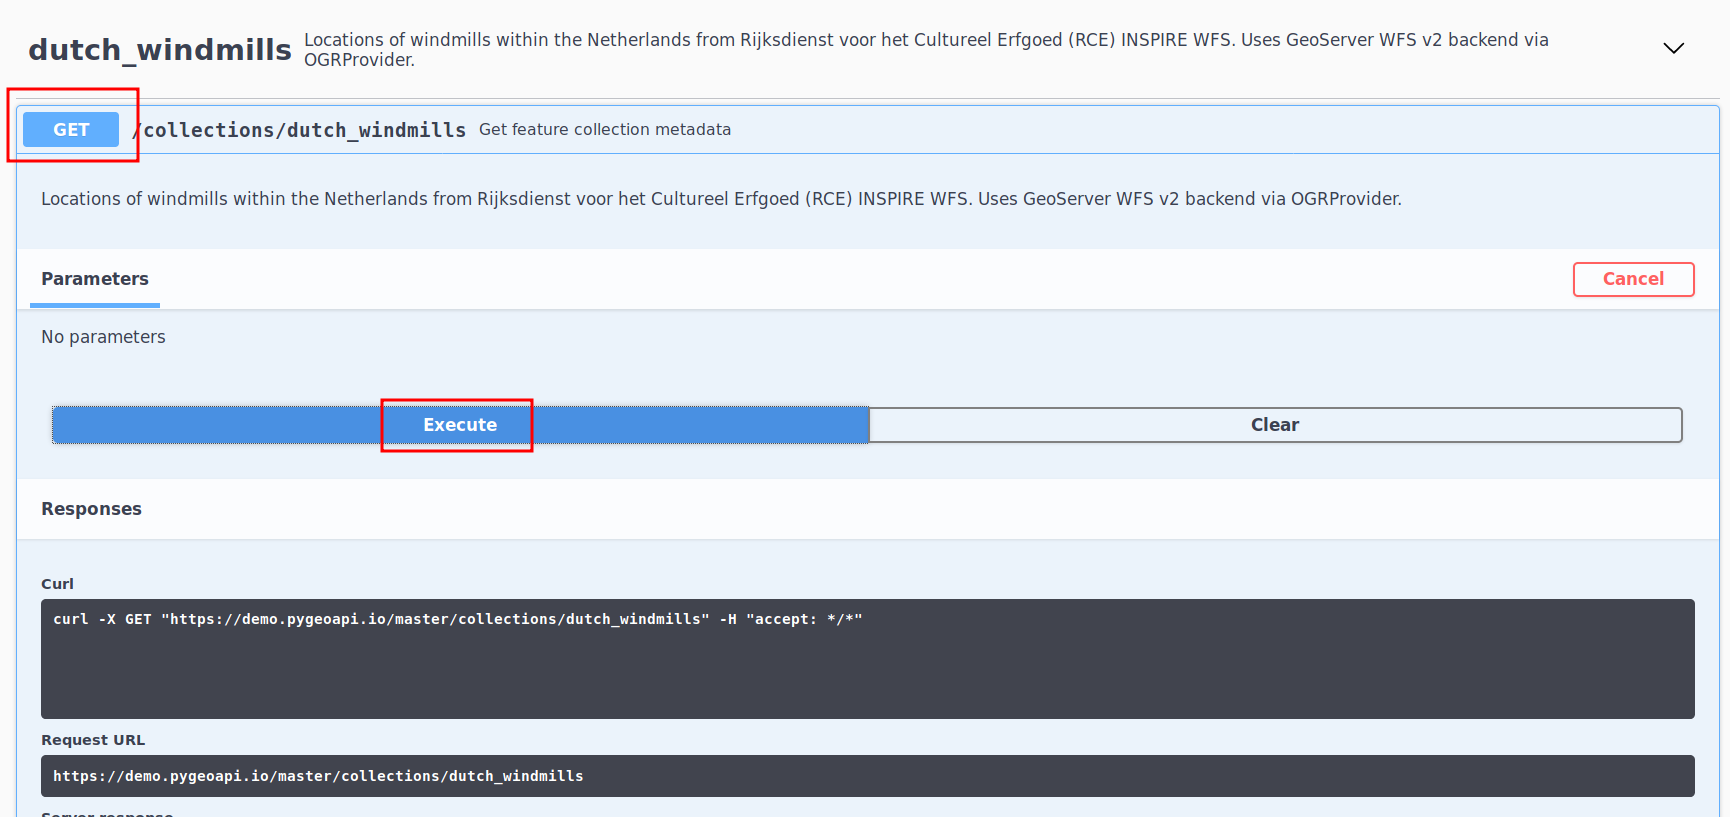 dutch_windmills Locations of windmills within the Netherlands from Rijksdienst voor het Cultureel Erfgoed (RCE) INSPIRE WFS. Uses GeoServer WFS v2 backend via
OGRProvider.
GET /collections/dutch_windmills Get feature collection metadata
Locations of windmills within the Netherlands from Rijksdienst voor het Cultureel Erfgoed (RCE) INSPIRE WFS. Uses GeoServer WFS v2 backend via OGRProvider.
Parameters Cancel
No parameters
Execute Clear
Responses
Curl
curl -X GET "https://demo.pygeoapi.io/master/collections/dutch_windmills" -H "accept: */*"
Request URL
https://demo.pygeoapi.io/master/collections/dutch_windmills
Server response